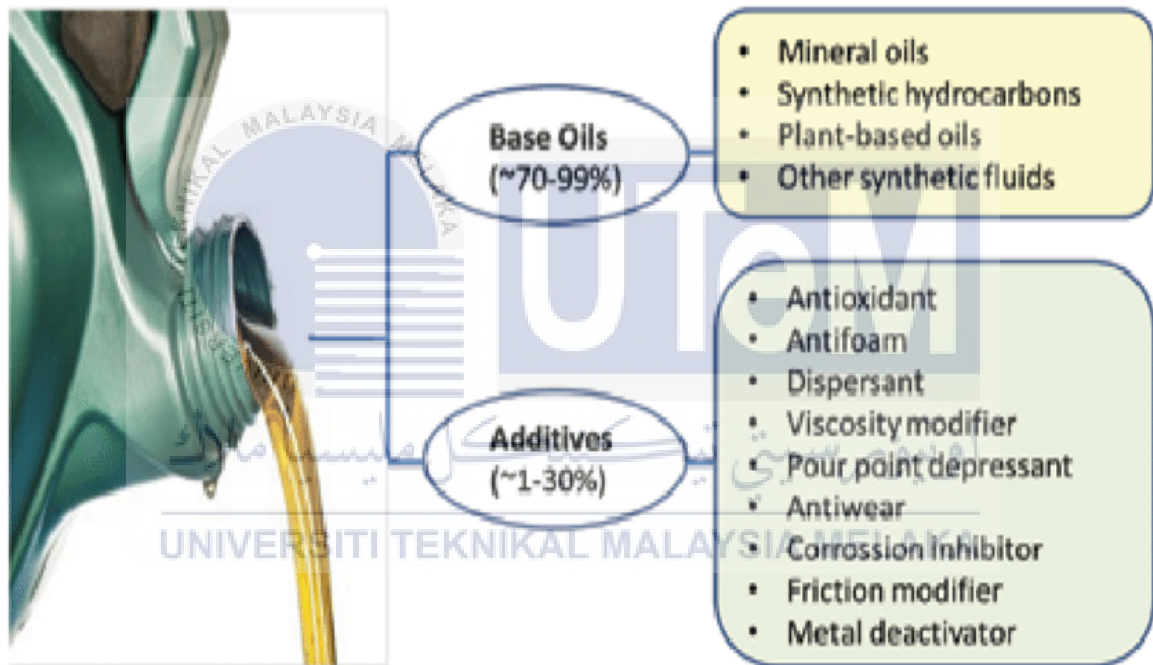 Base Oils
(~70-99%)
• Mineral oils
• Synthetic hydrocarbons
• Plant-based oils
• Other synthetic fluids
Additives
(~1-30%)
• Antioxidant
• Antifoam
• Dispersant
• Viscosity modifier
• Pour point depressant
• Antiwear
• Corrossion Inhibitor
• Friction modifier
• Metal deactivator
UTeM
UNIVERSITI TEKNIKAL MALAYSIA MELAKA